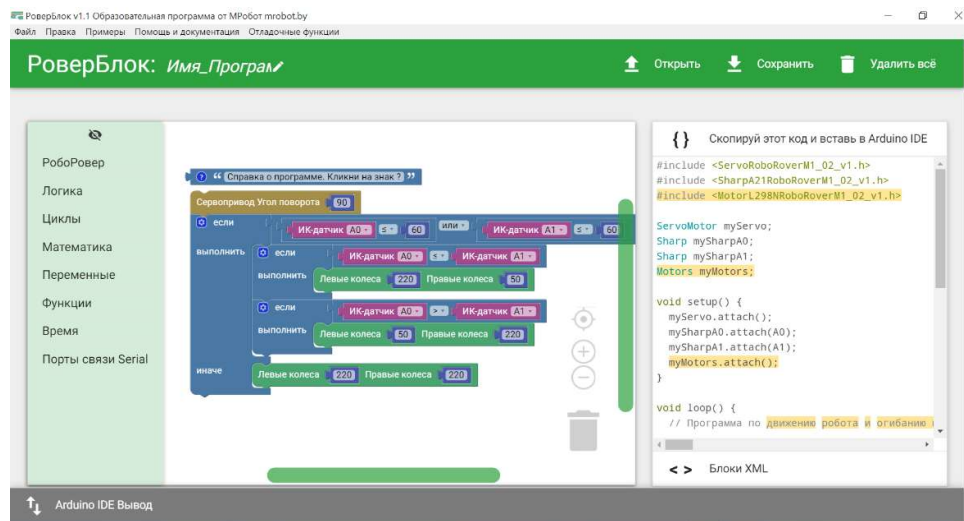 РоверБлок v1.1 Образовательная программа от МРобот mrobot.by
Файл Правка Примеры Помощь и документация Отладочные функции
РоверБлок: Имя_Програм
Открыть Сохранить Удалить всё
РобоРовер
Логика
Циклы
Математика
Переменные
Функции
Время
Порты связи Serial
? “ Справка о программе. Кликни на знак ? ”
Сервопривод Угол поворота 90
если ИК-датчик A0 ≤ 60 или ИК-датчик A1 ≤ 60
выполнить если ИК-датчик A0 ≤ ИК-датчик A1
выполнить Левые колеса 220 Правые колеса 50
если ИК-датчик A0 > ИК-датчик A1
выполнить Левые колеса 50 Правые колеса 220
иначе Левые колеса 220 Правые колеса 220
{ } Скопируй этот код и вставь в Arduino IDE
#include <ServoRoboRoverM1_02_v1.h>
#include <SharpA21RoboRoverM1_02_v1.h>
#include <MotorL298NRoboRoverM1_02_v1.h>
ServoMotor myServo;
Sharp mySharpA0;
Sharp mySharpA1;
Motors myMotors;
void setup() {
myServo.attach();
mySharpA0.attach(A0);
mySharpA1.attach(A1);
myMotors.attach();
}
void loop() {
// Программа по движению робота и огибанию
< > Блоки XML
Arduino IDE Вывод